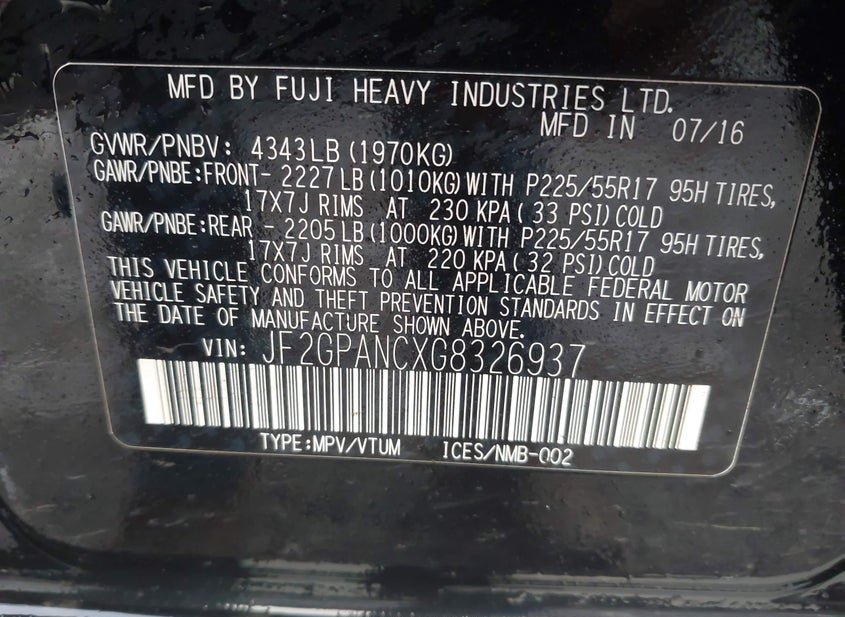 MFD BY FUJI HEAVY INDUSTRIES LTD.
MFD IN 07/16
GVWR/PNBV: 4343LB (1970KG)
GAWR/PNBE:FRONT- 2227LB (1010KG) WITH P225/55R17 95H TIRES,
17X7J RIMS AT 230 KPA( 33 PSI) COLD
GAWR/PNBE:REAR - 2205LB (1000KG) WITH P225/55R17 95H TIRES,
17X7J RIMS AT 220 KPA( 32 PSI) COLD
THIS VEHICLE CONFORMS TO ALL APPLICABLE FEDERAL MOTOR
VEHICLE SAFETY AND THEFT PREVENTION STANDARDS IN EFFECT ON
THE DATE OF MANUFACTURE SHOWN ABOVE.
VIN: JF2GPANCXG8326937
TYPE:MPV/VTUM ICES/NMB-002